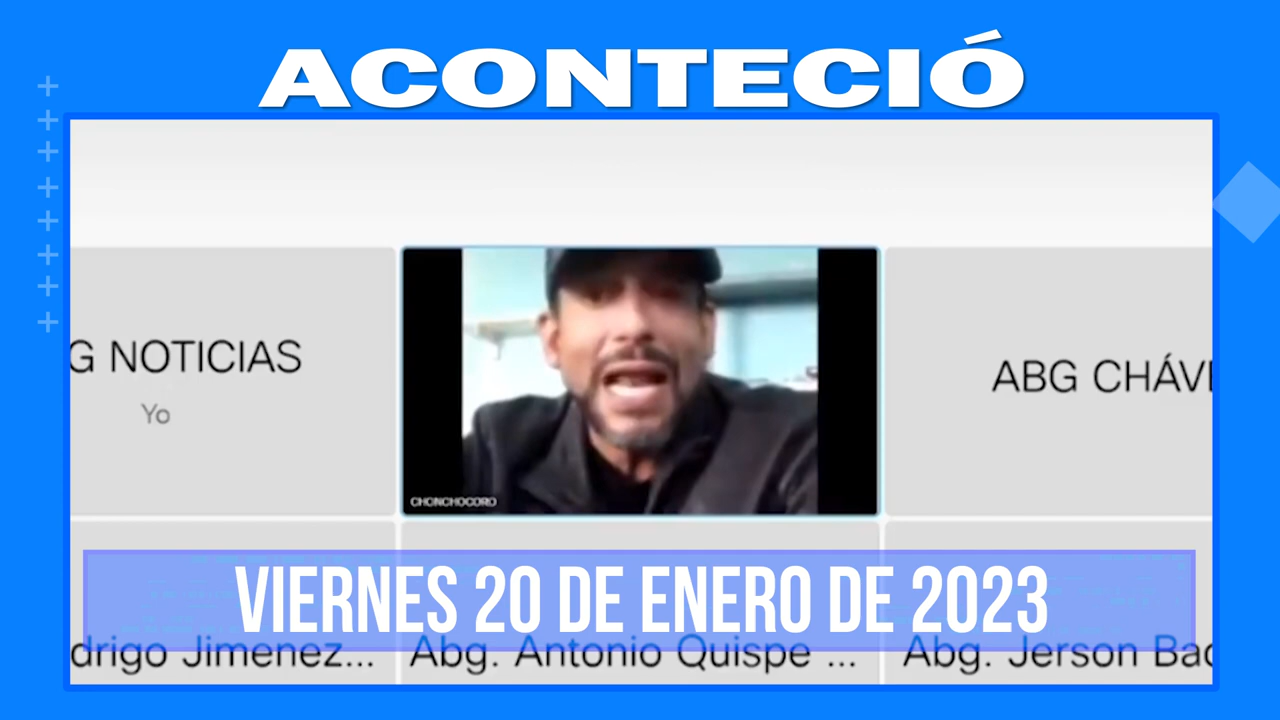 ACONTECIÓ
G NOTICIAS
Yo
CHONCHOCORO
ABG CHÁV
VIERNES 20 DE ENERO DE 2023
drigo Jimenez...
Abg. Antonio Quispe ...
Abg. Jerson Bac